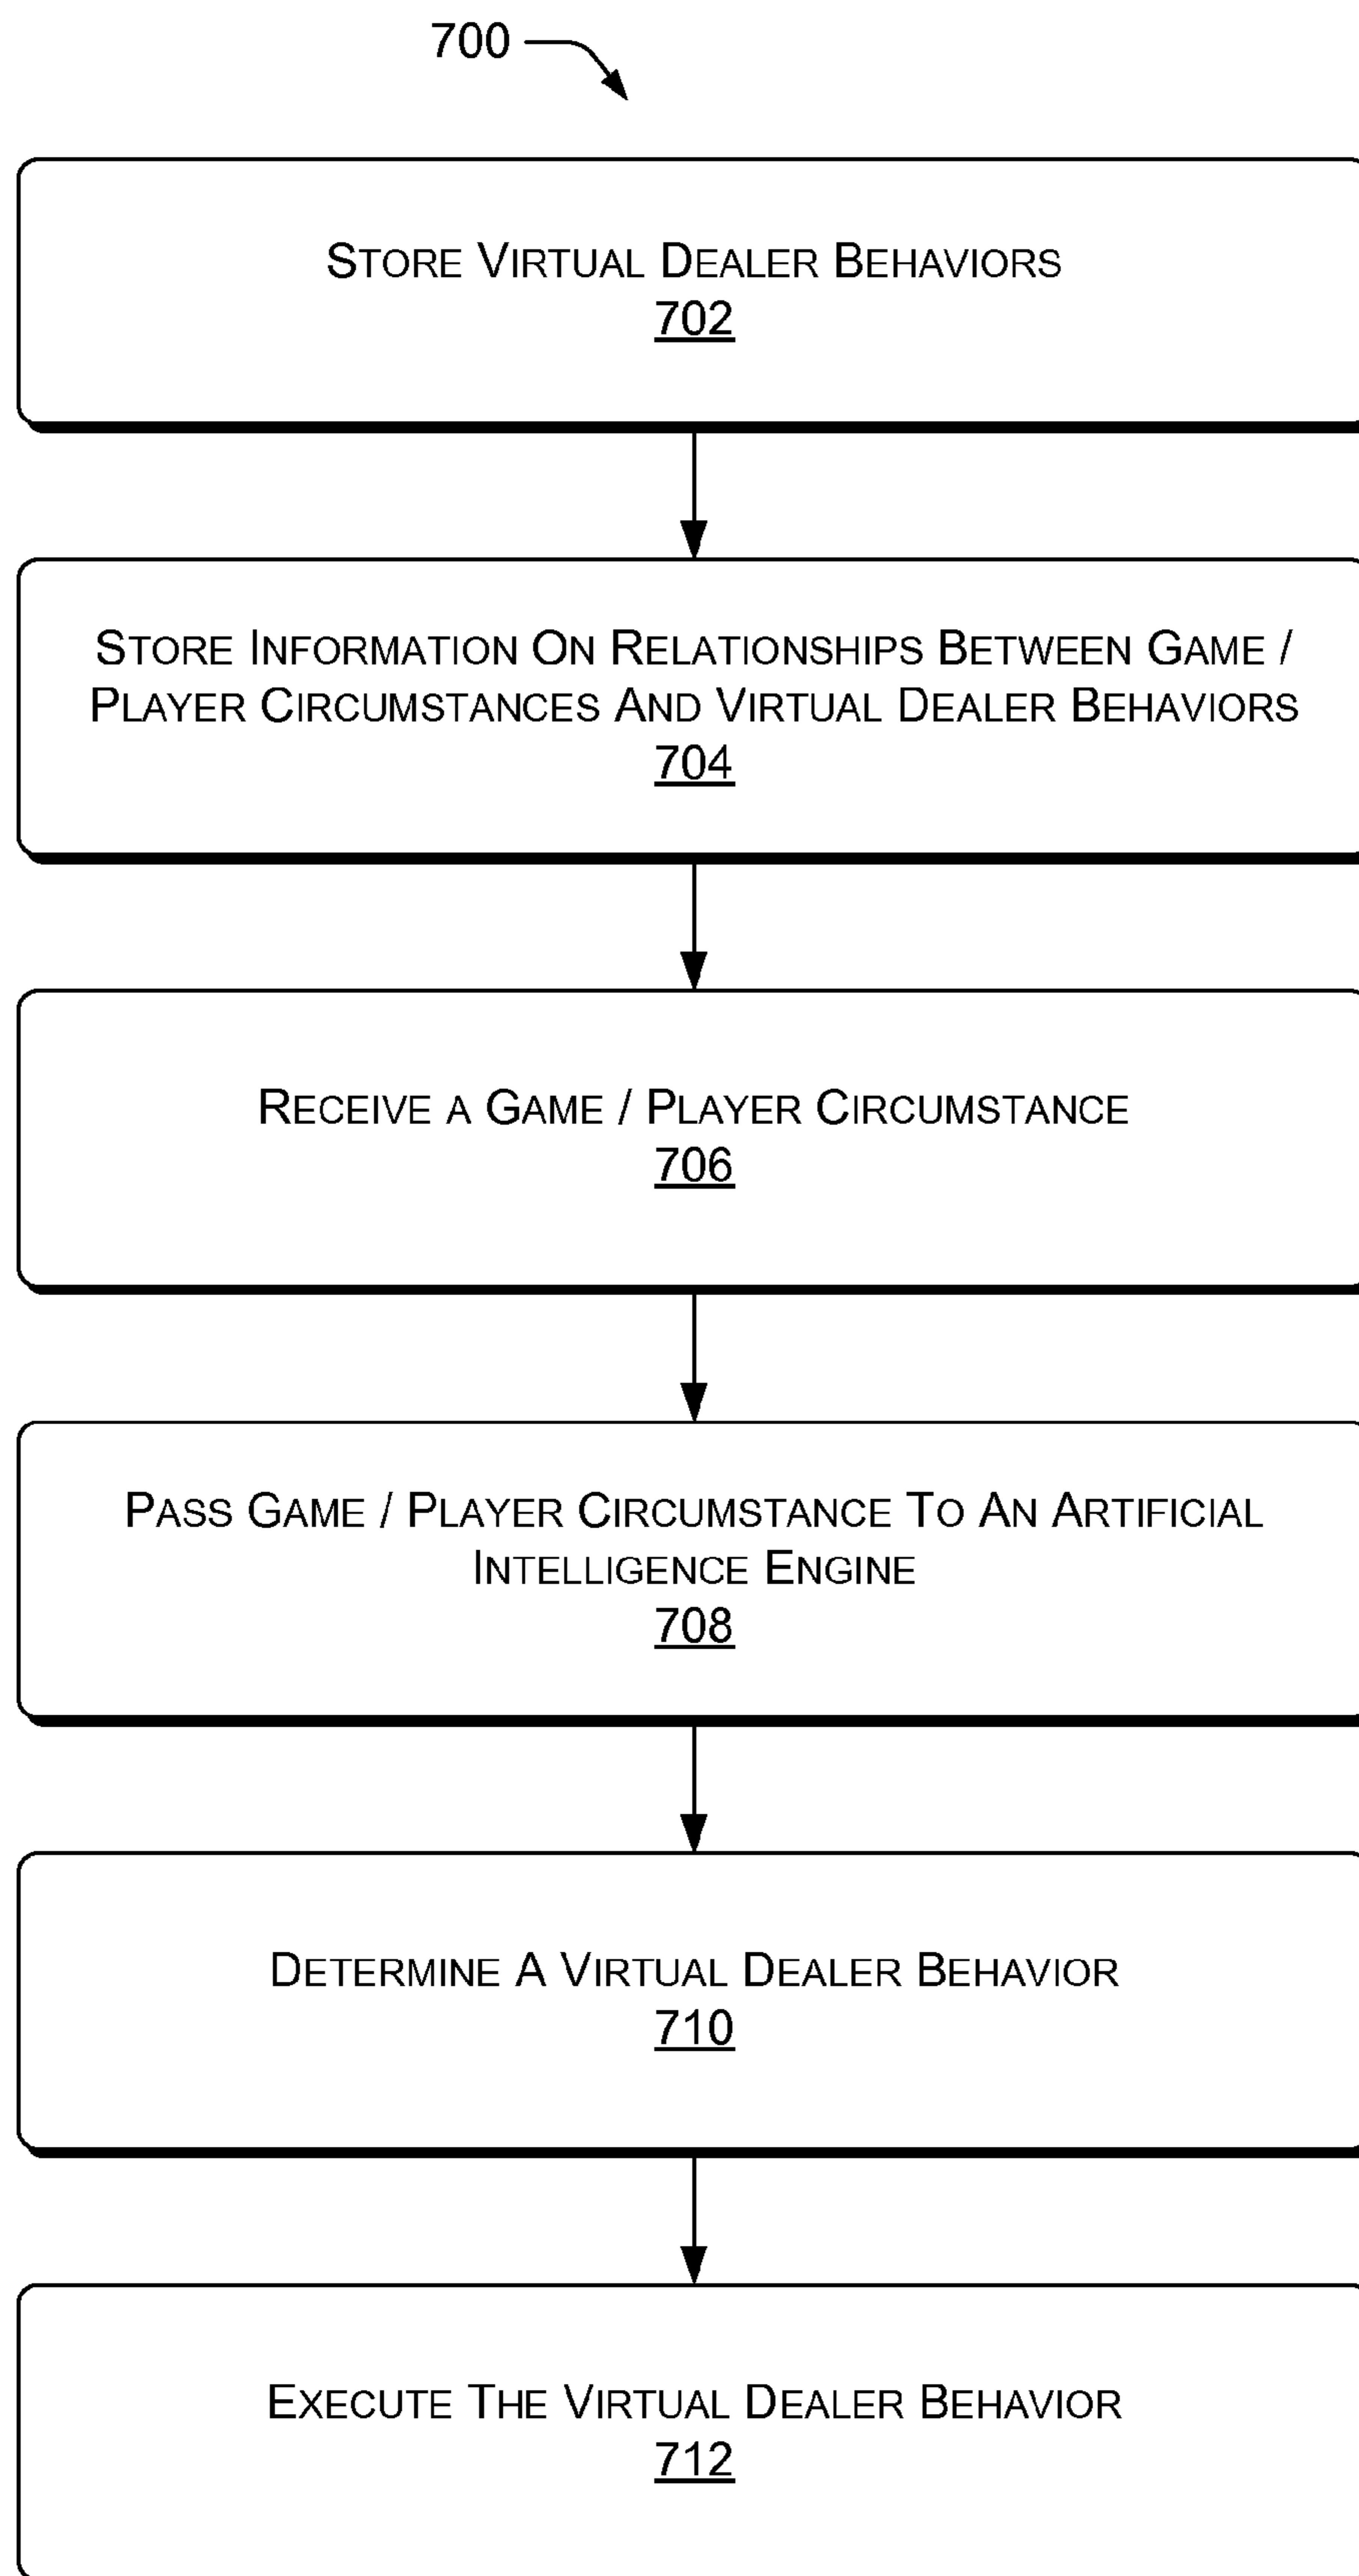 700
STORE VIRTUAL DEALER BEHAVIORS
702
STORE INFORMATION ON RELATIONSHIPS BETWEEN GAME /
PLAYER CIRCUMSTANCES AND VIRTUAL DEALER BEHAVIORS
704
RECEIVE A GAME / PLAYER CIRCUMSTANCE
706
PASS GAME / PLAYER CIRCUMSTANCE TO AN ARTIFICIAL
INTELLIGENCE ENGINE
708
DETERMINE A VIRTUAL DEALER BEHAVIOR
710
EXECUTE THE VIRTUAL DEALER BEHAVIOR
712